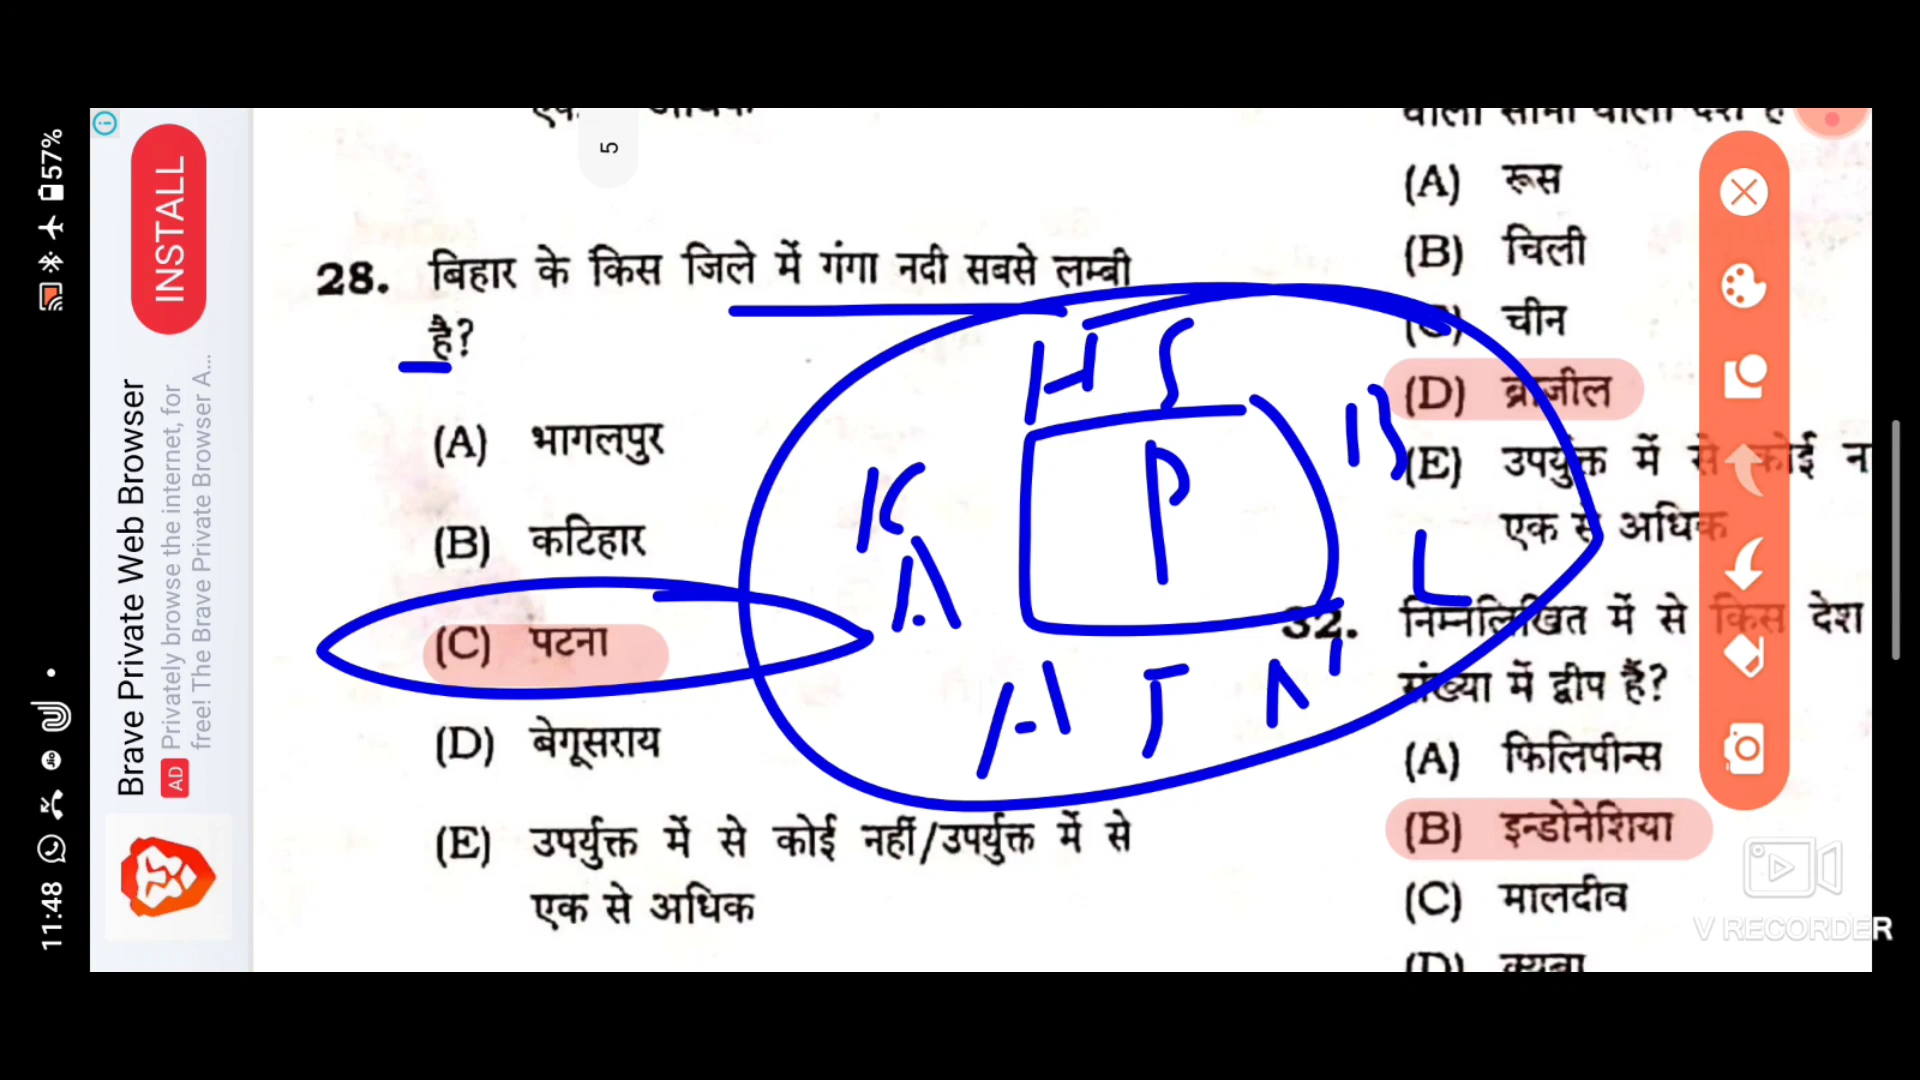 11:48
57%
INSTALL
Brave Private Web Browser
AD Privately browse the internet, for
free! The Brave Private Browser A...
5
28. बिहार के किस जिले में गंगा नदी सबसे लम्बी
है?
(A) भागलपुर
(B) कटिहार
(C) पटना
(D) बेगूसराय
(E) उपर्युक्त में से कोई नहीं/उपर्युक्त में से
एक से अधिक
H S
B
K
P
A
L
A J N
(A) रूस
(B) चिली
(C) चीन
(D) ब्राजील
(E) उपर्युक्त में से कोई न
एक से अधिक
32. निम्नलिखित में से किस देश
संख्या में द्वीप हैं?
(A) फिलिपीन्स
(B) इन्डोनेशिया
(C) मालदीव
V RECORDER